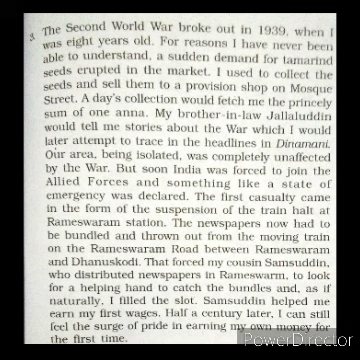 3. The Second World War broke out in 1939, when I
was eight years old. For reasons I have never been
able to understand, a sudden demand for tamarind
seeds erupted in the market. I used to collect the
seeds and sell them to a provision shop on Mosque
Street. A day's collection would fetch me the princely
sum of one anna. My brother-in-law Jallaluddin
would tell me stories about the War which I would
later attempt to trace in the headlines in Dinamani.
Our area, being isolated, was completely unaffected
by the War. But soon India was forced to join the
Allied Forces and something like a state of
emergency was declared. The first casualty came
in the form of the suspension of the train halt at
Rameswaram station. The newspapers now had to
be bundled and thrown out from the moving train
on the Rameswaram Road between Rameswaram
and Dhanuskodi. That forced my cousin Samsuddin,
who distributed newspapers in Rameswarm, to look
for a helping hand to catch the bundles and, as if
naturally, I filled the slot. Samsuddin helped me
earn my first wages. Half a century later, I can still
feel the surge of pride in earning my own money for
the first time.
PowerDirector